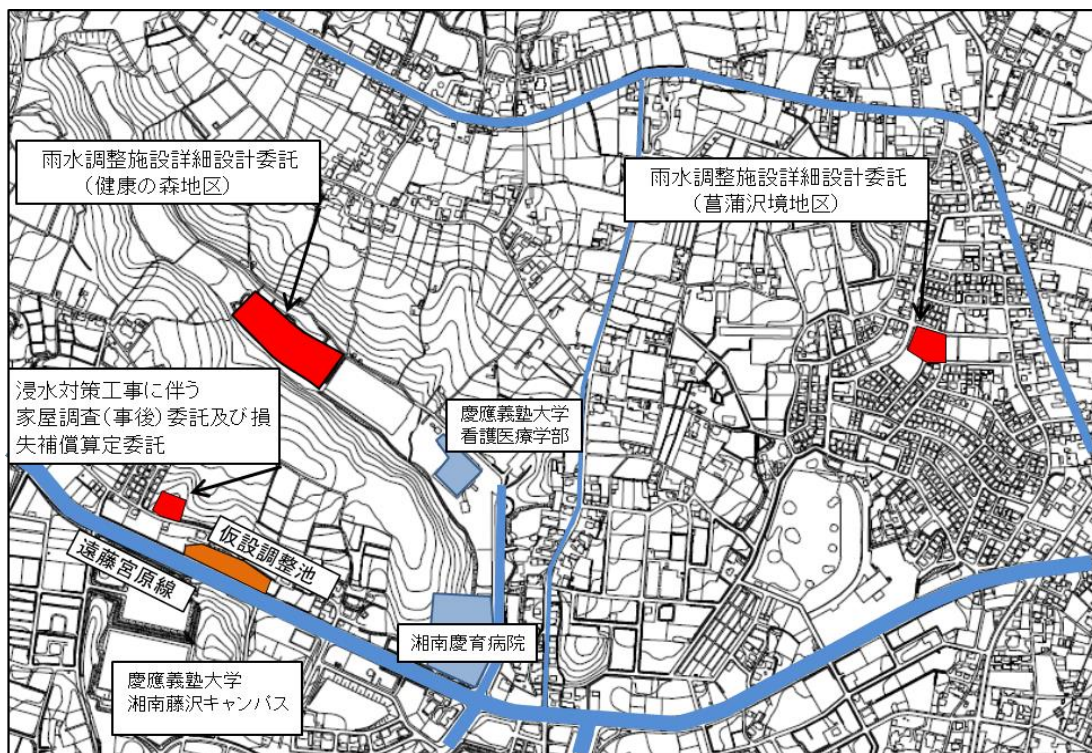 雨水調整施設詳細設計委託
（健康の森地区）
雨水調整施設詳細設計委託
（菖蒲沢境地区）
浸水対策工事に伴う
家屋調査（事後）委託及び損
失補償算定委託
慶應義塾大学
看護医療学部
仮設調整池
遠藤宮原線
湘南慶育病院
慶應義塾大学
湘南藤沢キャンパス